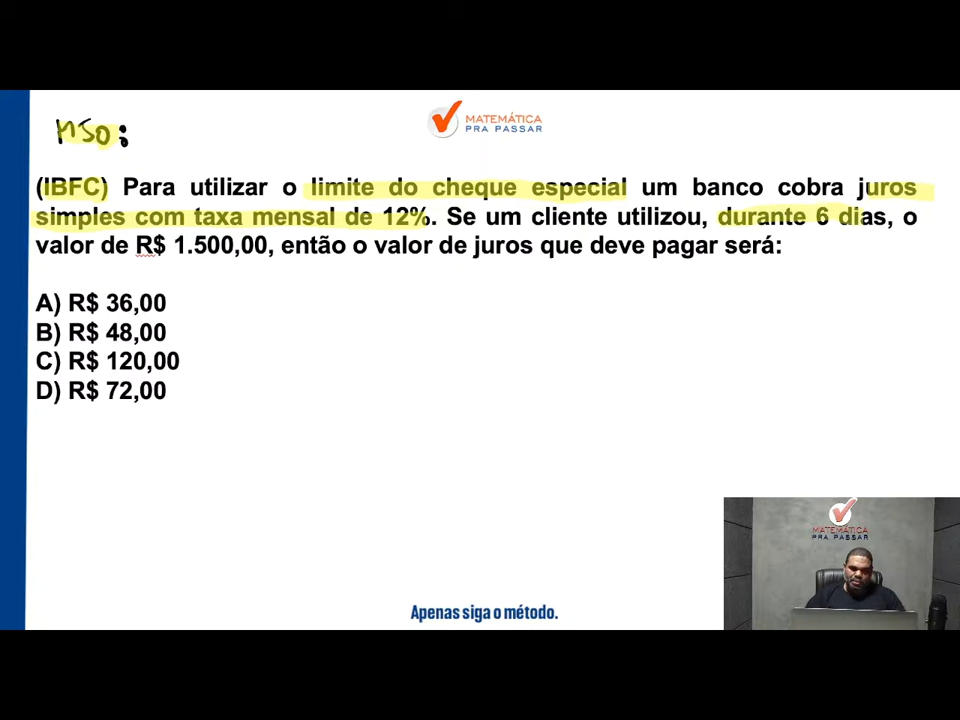 MSO:
MATEMÁTICA
PRA PASSAR
(IBFC) Para utilizar o limite do cheque especial um banco cobra juros
simples com taxa mensal de 12%. Se um cliente utilizou, durante 6 dias, o
valor de R$ 1.500,00, então o valor de juros que deve pagar será:
A) R$ 36,00
B) R$ 48,00
C) R$ 120,00
D) R$ 72,00
MATEMÁTICA
PRA PASSAR
Apenas siga o método.